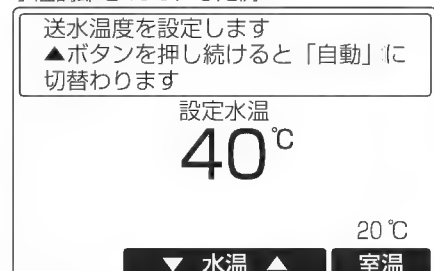 送水温度を設定します
▲ボタンを押し続けると「自動」に
切替わります
設定水温
40℃
20℃
▼ 水温 ▲ 室温